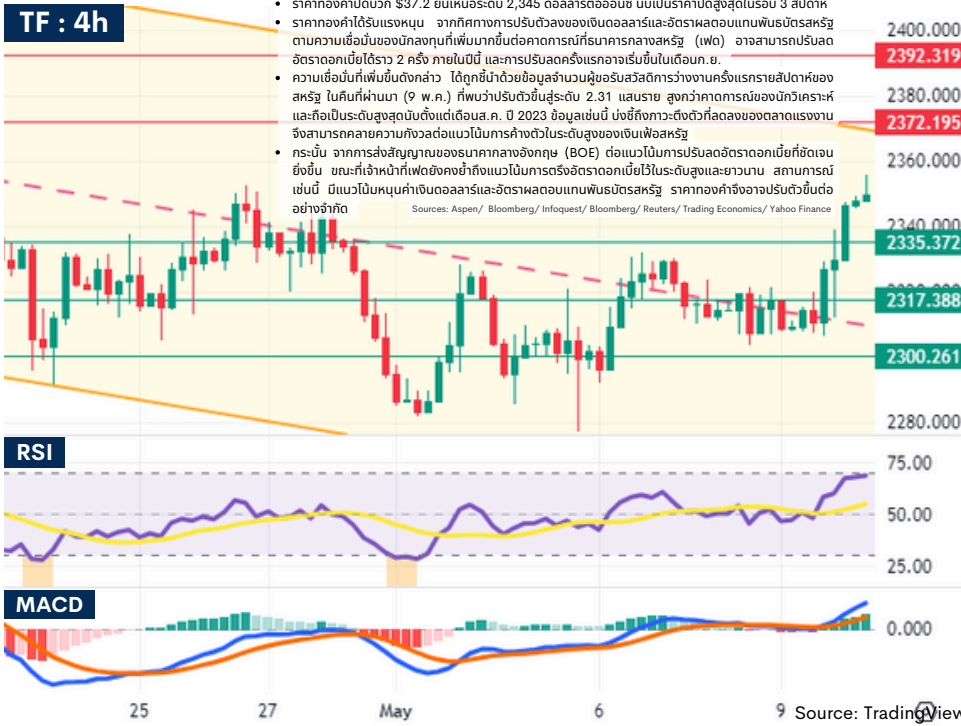 TF : 4h
• ราคาทองคำปิดบวก $37.2 ยืนเหนือระดับ 2,345 ดอลลาร์ต่อออนซ์ นับเป็นราคาปิดสูงสุดในรอบ 3 สัปดาห์
• ราคาทองคำได้รับแรงหนุน จากทิศทางการปรับตัวลงของเงินดอลลาร์และอัตราผลตอบแทนพันธบัตรสหรัฐ
ตามความเชื่อมั่นของนักลงทุนที่เพิ่มมากขึ้นต่อคาดการณ์ที่ธนาคารกลางสหรัฐ (เฟด) อาจสามารถปรับลด
อัตราดอกเบี้ยได้ราว 2 ครั้ง ภายในปีนี้ และการปรับลดครั้งแรกอาจเริ่มขึ้นในเดือนก.ย.
• ความเชื่อมั่นที่เพิ่มขึ้นดังกล่าว ได้ถูกชี้นำด้วยข้อมูลจำนวนผู้ขอรับสวัสดิการว่างงานครั้งแรกรายสัปดาห์ของ
สหรัฐ ในคืนที่ผ่านมา (9 พ.ค.) ที่พบว่าปรับตัวขึ้นสู่ระดับ 2.31 แสนราย สูงกว่าคาดการณ์ของนักวิเคราะห์
และถือเป็นระดับสูงสุดนับตั้งแต่เดือนส.ค. ปี 2023 ข้อมูลเช่นนี้ บ่งชี้ถึงภาวะตึงตัวที่ลดลงของตลาดแรงงาน
จึงสามารถคลายความกังวลต่อแนวโน้มการค้างตัวในระดับสูงของเงินเฟ้อสหรัฐ
• กระนั้น จากการส่งสัญญาณของธนาคารกลางอังกฤษ (BOE) ต่อแนวโน้มการปรับลดอัตราดอกเบี้ยที่ชัดเจน
ยิ่งขึ้น ขณะที่เจ้าหน้าที่เฟดยังคงย้ำถึงแนวโน้มการตรึงอัตราดอกเบี้ยไว้ในระดับสูงและยาวนาน สถานการณ์
เช่นนี้ มีแนวโน้มหนุนค่าเงินดอลลาร์และอัตราผลตอบแทนพันธบัตรสหรัฐ ราคาทองคำจึงอาจปรับตัวขึ้นต่อ
อย่างจำกัด
Sources: Aspen/ Bloomberg/ Infoquest/ Bloomberg/ Reuters/ Trading Economics/ Yahoo Finance
2400.000
2392.319
2380.000
2372.195
2360.000
2340.000
2335.372
2317.388
2300.261
2280.000
RSI
75.00
50.00
25.00
MACD
0.000
25 27 May 6 9
Source: TradingView